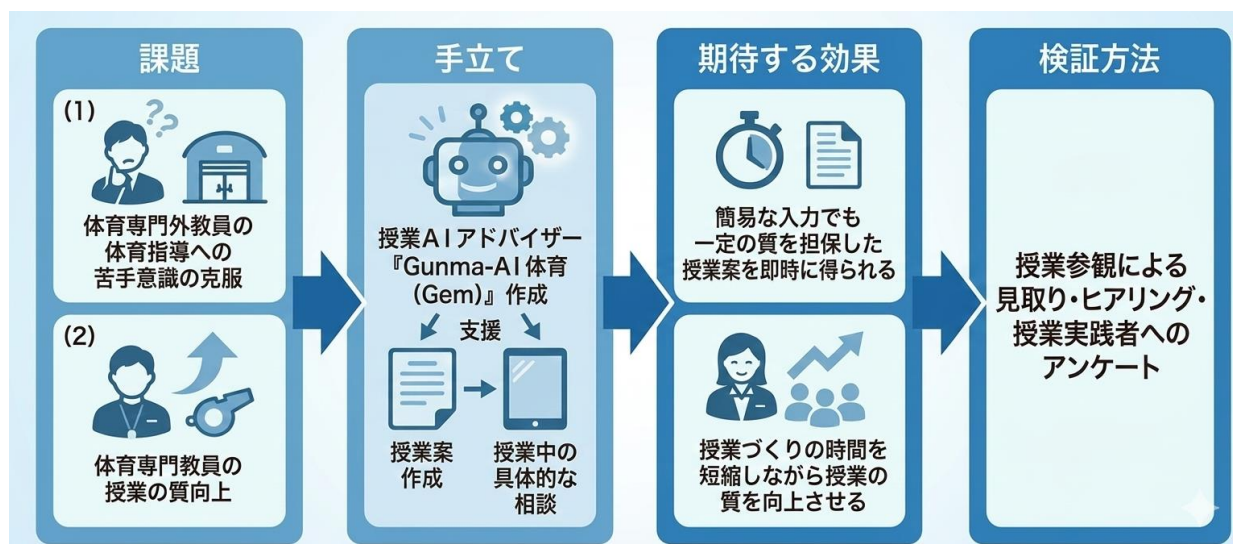 課題
(1)
??
体育専門外教員の
体育指導への
苦手意識の克服
(2)
体育専門教員の
授業の質向上
手立て
授業AIアドバイザー
『Gunma-AI体育
(Gem)』作成
支援
授業案
作成
授業中の
具体的な
相談
期待する効果
簡易な入力でも
一定の質を担保した
授業案を即時に得られる
授業づくりの時間を
短縮しながら授業の
質を向上させる
検証方法
授業参観による
見取り・ヒアリング・
授業実践者への
アンケート